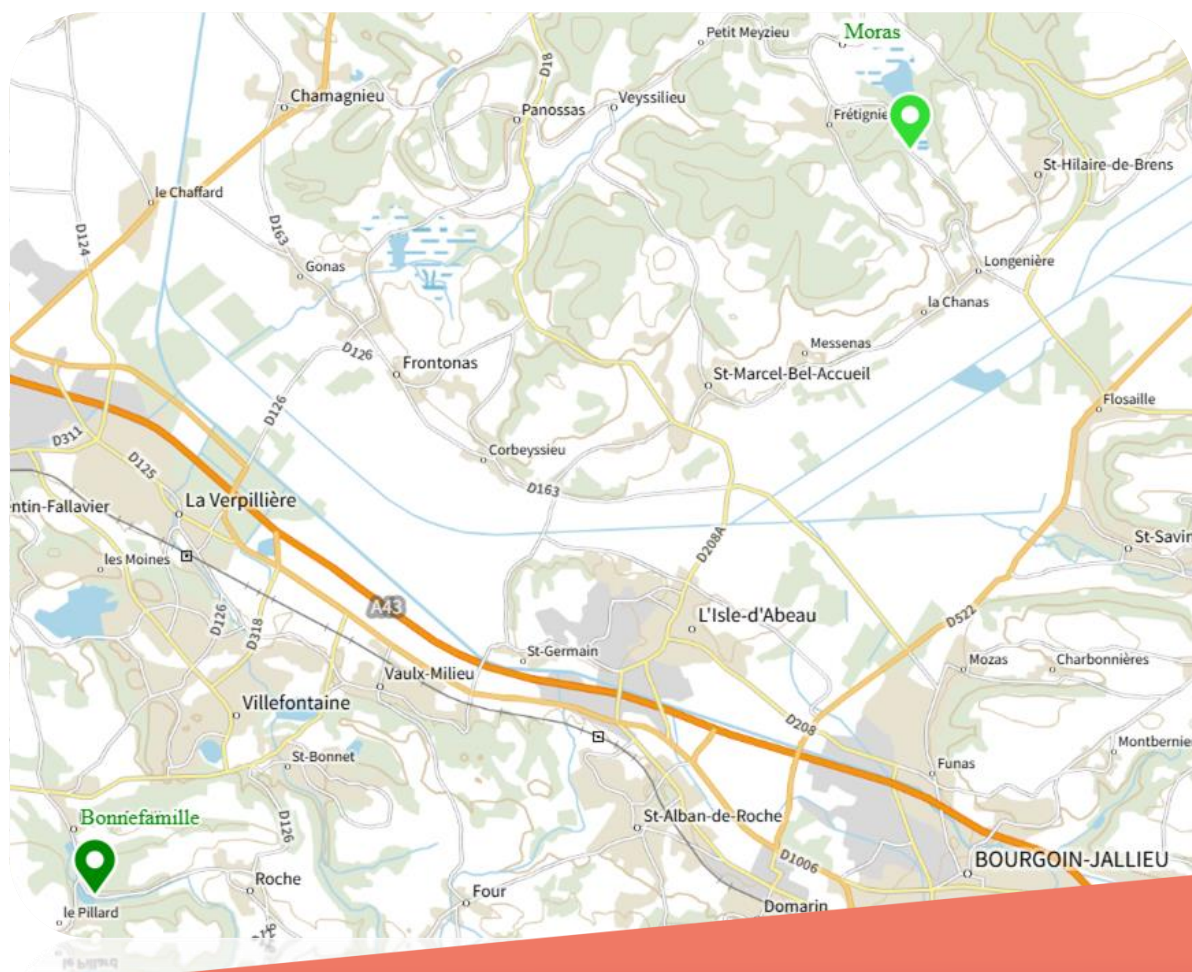 Petit Meyzieu
Moras
D18
Chamagnieu
Panossas
Veyssilieu
Frétignie
St-Hilaire-de-Brens
le Chaffard
D124
D163
Gonas
Longenière
la Chanas
D126
Frontonas
Messenas
St-Marcel-Bel-Accueil
Flosaille
D126
D311
D125
Corbeyssieu
D163
entin-Fallavier
La Verpillière
D208A
St-Savin
les Moines
D126
D318
A43
L'Isle-d'Abeau
D522
St-Germain
Mozas
Charbonnières
Vaulx-Milieu
Villefontaine
D208
Montbernie
St-Bonnet
Funas
Bonnefamille
D126
St-Alban-de-Roche
D1006
BOURGOIN-JALLIEU
Roche
Four
Domarin
le Pillard